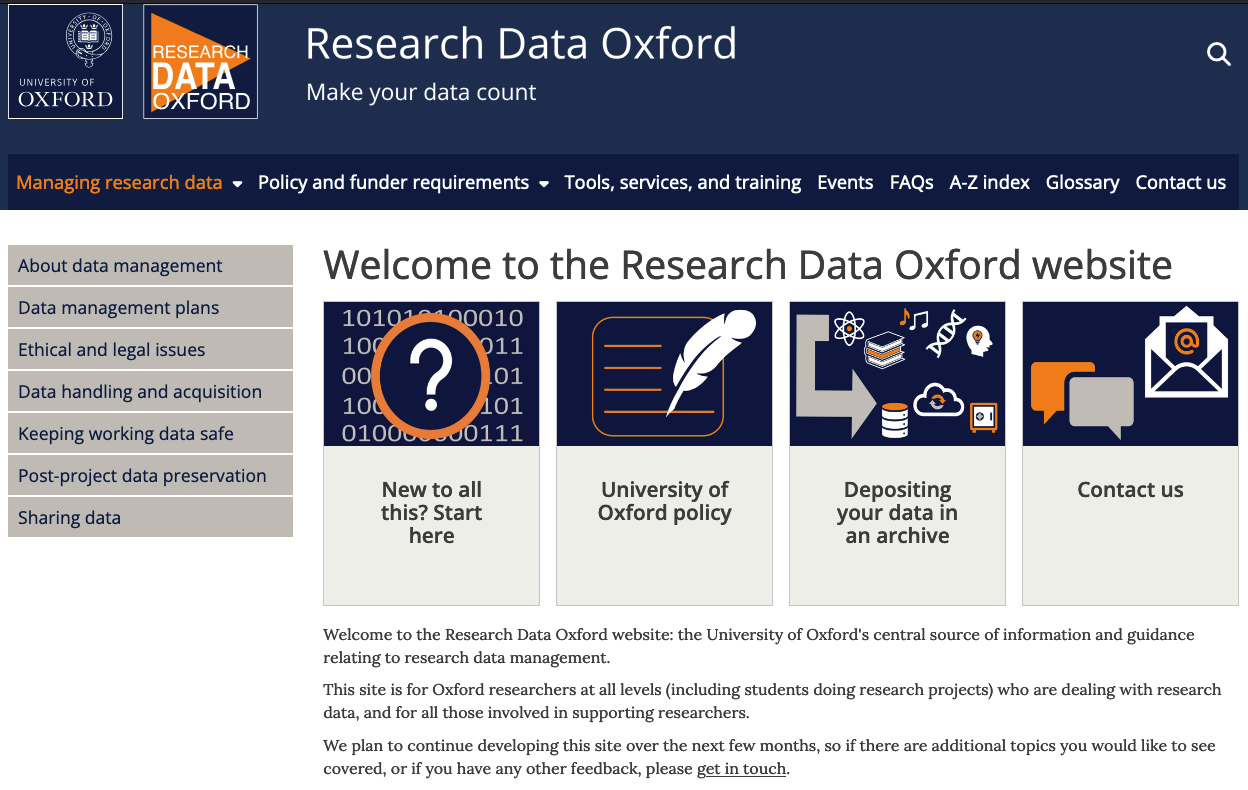 UNIVERSITY OF
OXFORD
RESEARCH
DATA
OXFORD
Research Data Oxford
Make your data count
Managing research data Policy and funder requirements Tools, services, and training Events FAQs A-Z index Glossary Contact us
About data management
Data management plans
Ethical and legal issues
Data handling and acquisition
Keeping working data safe
Post-project data preservation
Sharing data
Welcome to the Research Data Oxford website
?
@
New to all
this? Start
here
University of
Oxford policy
Depositing
your data in
an archive
Contact us
Welcome to the Research Data Oxford website: the University of Oxford's central source of information and guidance
relating to research data management.
This site is for Oxford researchers at all levels (including students doing research projects) who are dealing with research
data, and for all those involved in supporting researchers.
We plan to continue developing this site over the next few months, so if there are additional topics you would like to see
covered, or if you have any other feedback, please get in touch.